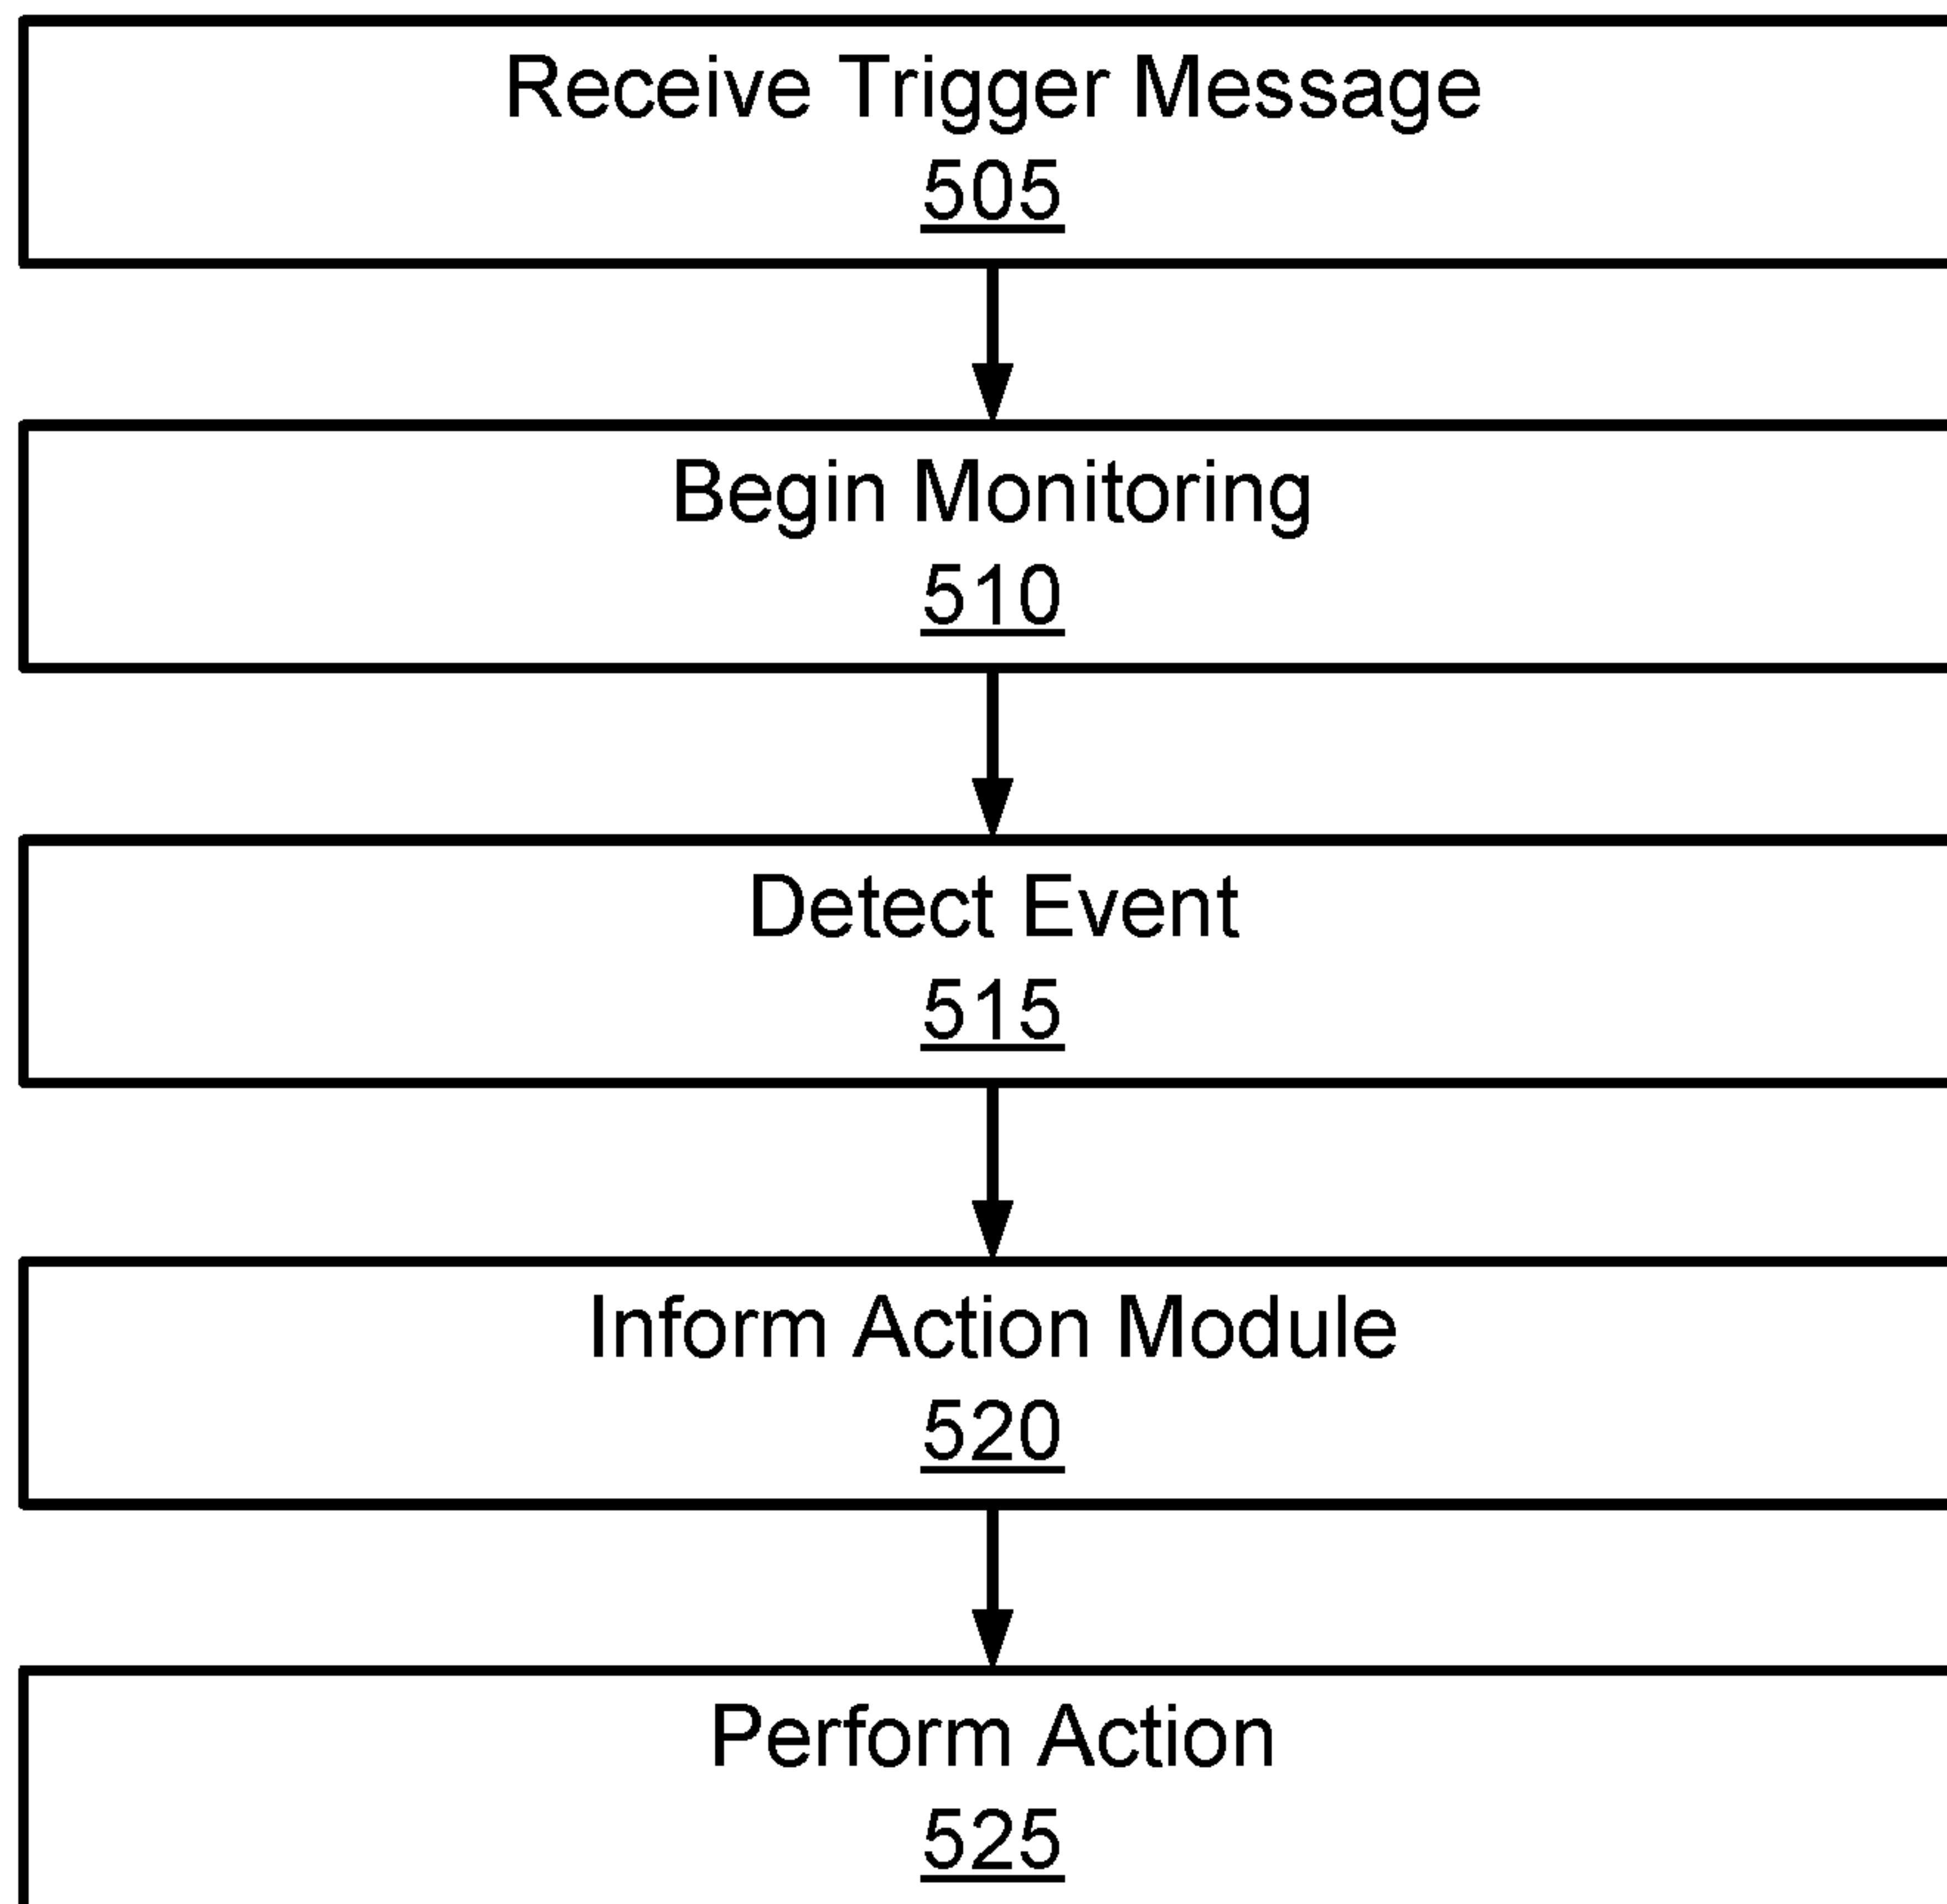 Receive Trigger Message
505
Begin Monitoring
510
Detect Event
515
Inform Action Module
520
Perform Action
525